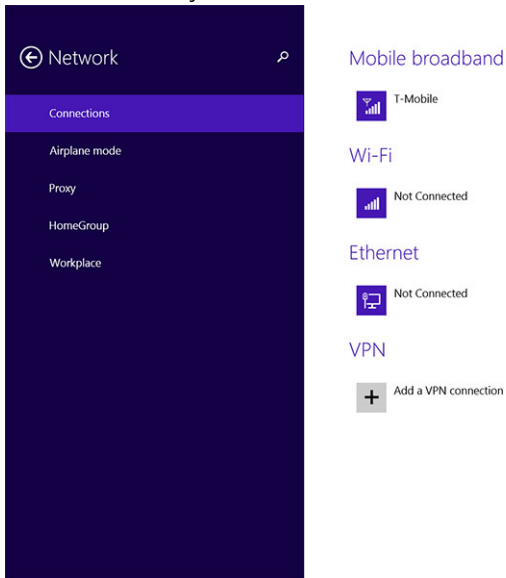 Network
Connections
Airplane mode
Proxy
HomeGroup
Workplace
Mobile broadband
T-Mobile
Wi-Fi
Not Connected
Ethernet
Not Connected
VPN
Add a VPN connection